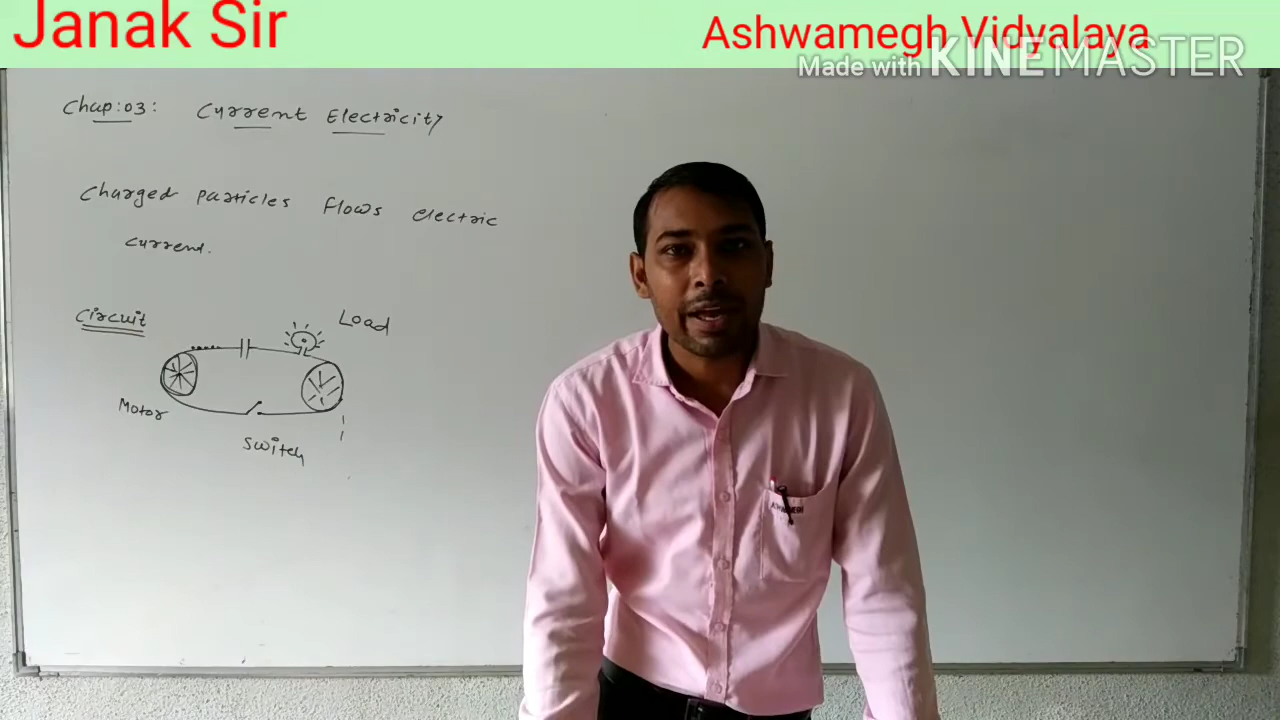 Janak Sir
Ashwamegh Vidyalaya
Made with KINEMASTER
Chap:03: Current Electricity
Charged particles flows electric
current.
Circuit
Load
Motor
Switch